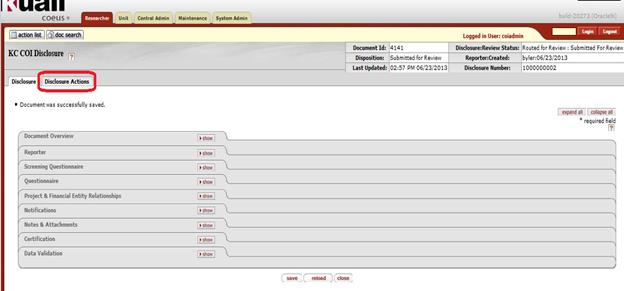 kuali
coeus
Researcher Unit Central Admin Maintenance System Admin
build-20273 (Oracle9i)
action list doc search
Logged in User: coiadmin Login Logout
KC COI Disclosure ?
Document Id: 4141 Disclosure:Review Status: Routed for Review : Submitted For Review
Disposition: Submitted for Review Reporter:Created: byler:06/23/2013
Last Updated: 02:57 PM 06/23/2013 Disclosure Number: 1000000002
Disclosure Disclosure Actions
Document was successfully saved.
expand all collapse all
* required field
?
Document Overview show
Reporter show
Screening Questionnaire show
Questionnaire show
Project & Financial Entity Relationships show
Notifications show
Notes & Attachments show
Certification show
Data Validation show
save reload close